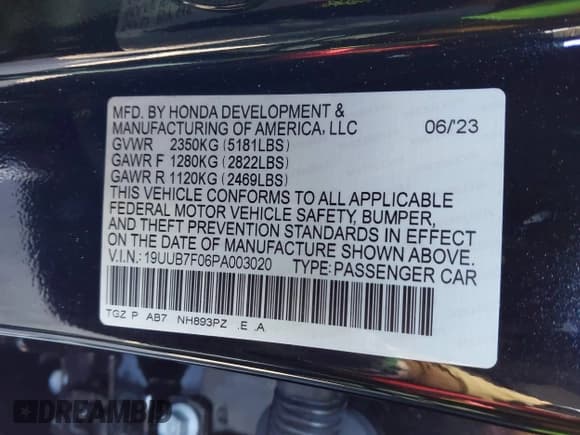 MFD. BY HONDA DEVELOPMENT &
MANUFACTURING OF AMERICA, LLC 06/'23
GVWR 2350KG (5181LBS)
GAWR F 1280KG (2822LBS)
GAWR R 1120KG (2469LBS)
THIS VEHICLE CONFORMS TO ALL APPLICABLE
FEDERAL MOTOR VEHICLE SAFETY, BUMPER,
AND THEFT PREVENTION STANDARDS IN EFFECT
ON THE DATE OF MANUFACTURE SHOWN ABOVE.
V.I.N.: 19UUB7F06PA003020 TYPE: PASSENGER CAR
TGZ P AB7 NH893PZ .E .A
DREAMBID